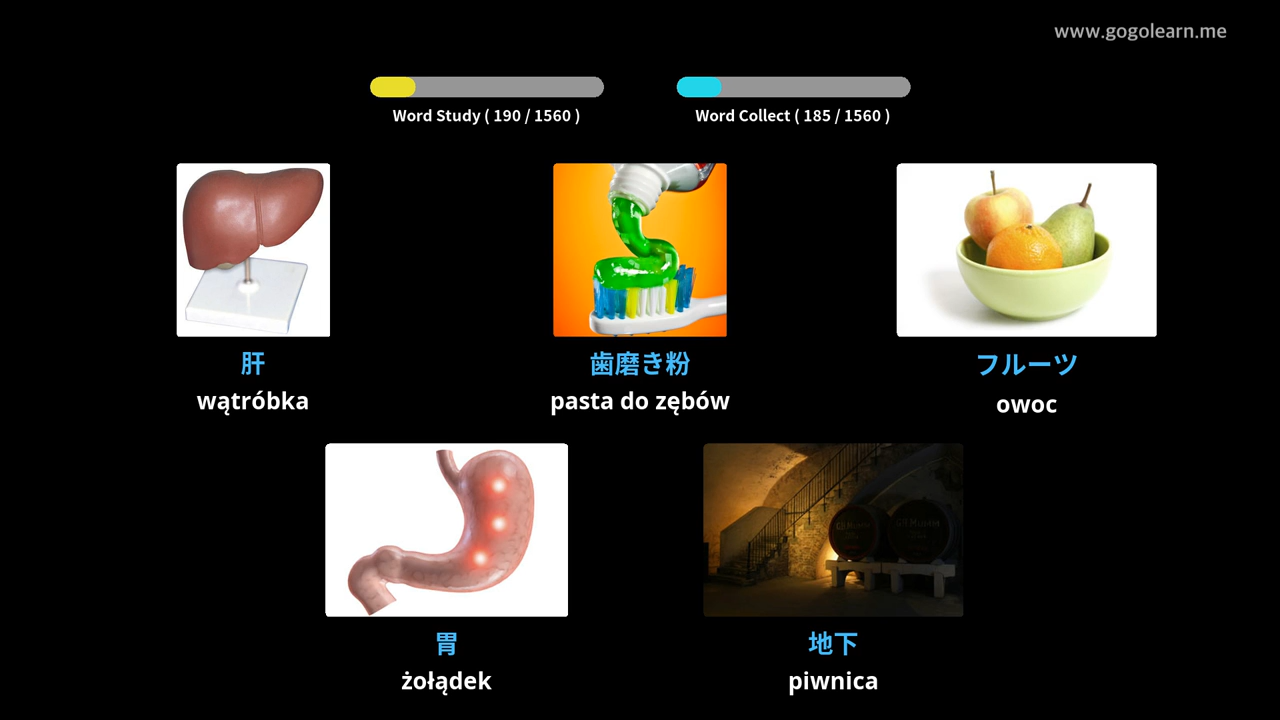 www.gogolearn.me
Word Study ( 190 / 1560 )
Word Collect ( 185 / 1560 )
肝
wątróbka
歯磨き粉
pasta do zębów
フルーツ
owoc
胃
żołądek
地下
piwnica